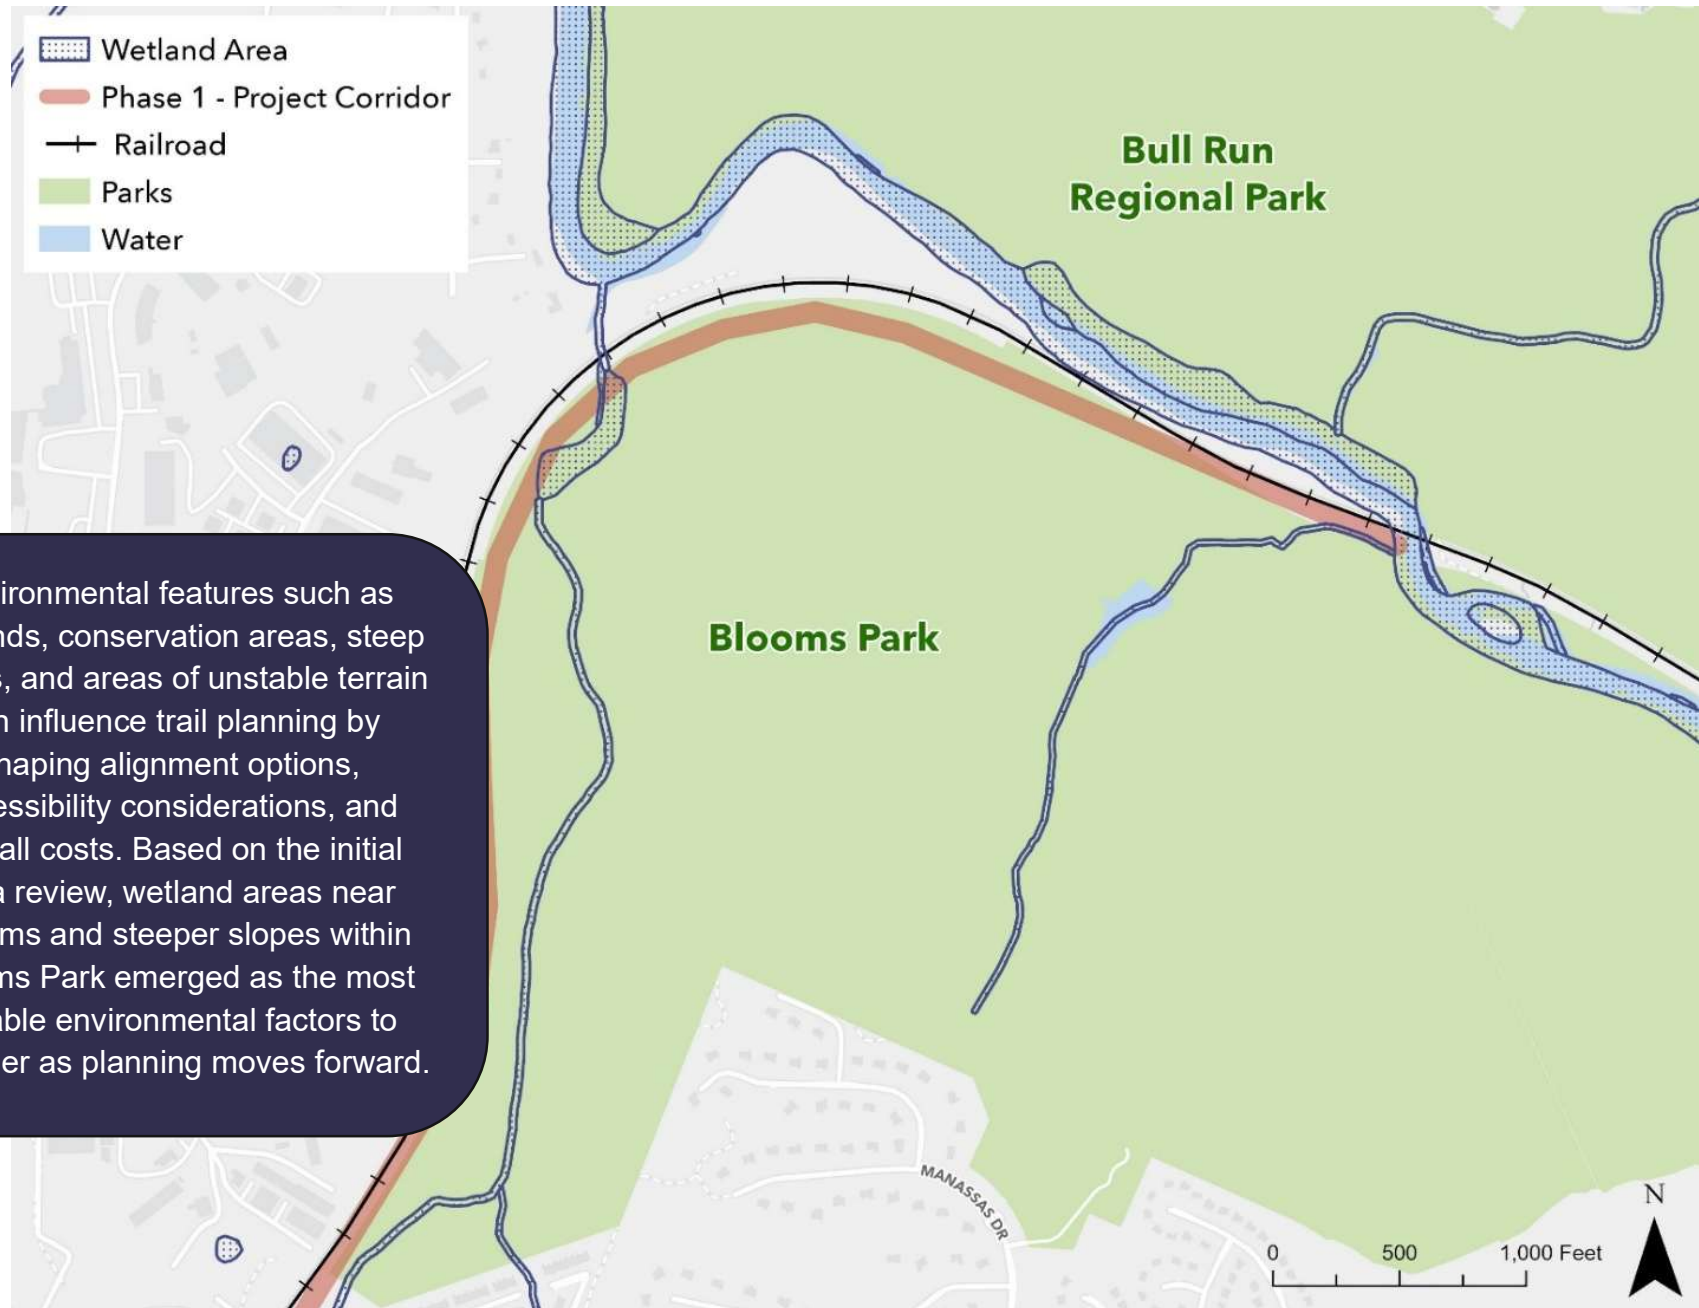 Wetland Area
Phase 1 - Project Corridor
Railroad
Parks
Water
Bull Run
Regional Park
Blooms Park
ironmental features such as
nds, conservation areas, steep
s, and areas of unstable terrain
n influence trail planning by
haping alignment options,
essibility considerations, and
all costs. Based on the initial
a review, wetland areas near
ms and steeper slopes within
ms Park emerged as the most
able environmental factors to
er as planning moves forward.
MANASSAS DR
N
0 500 1,000 Feet